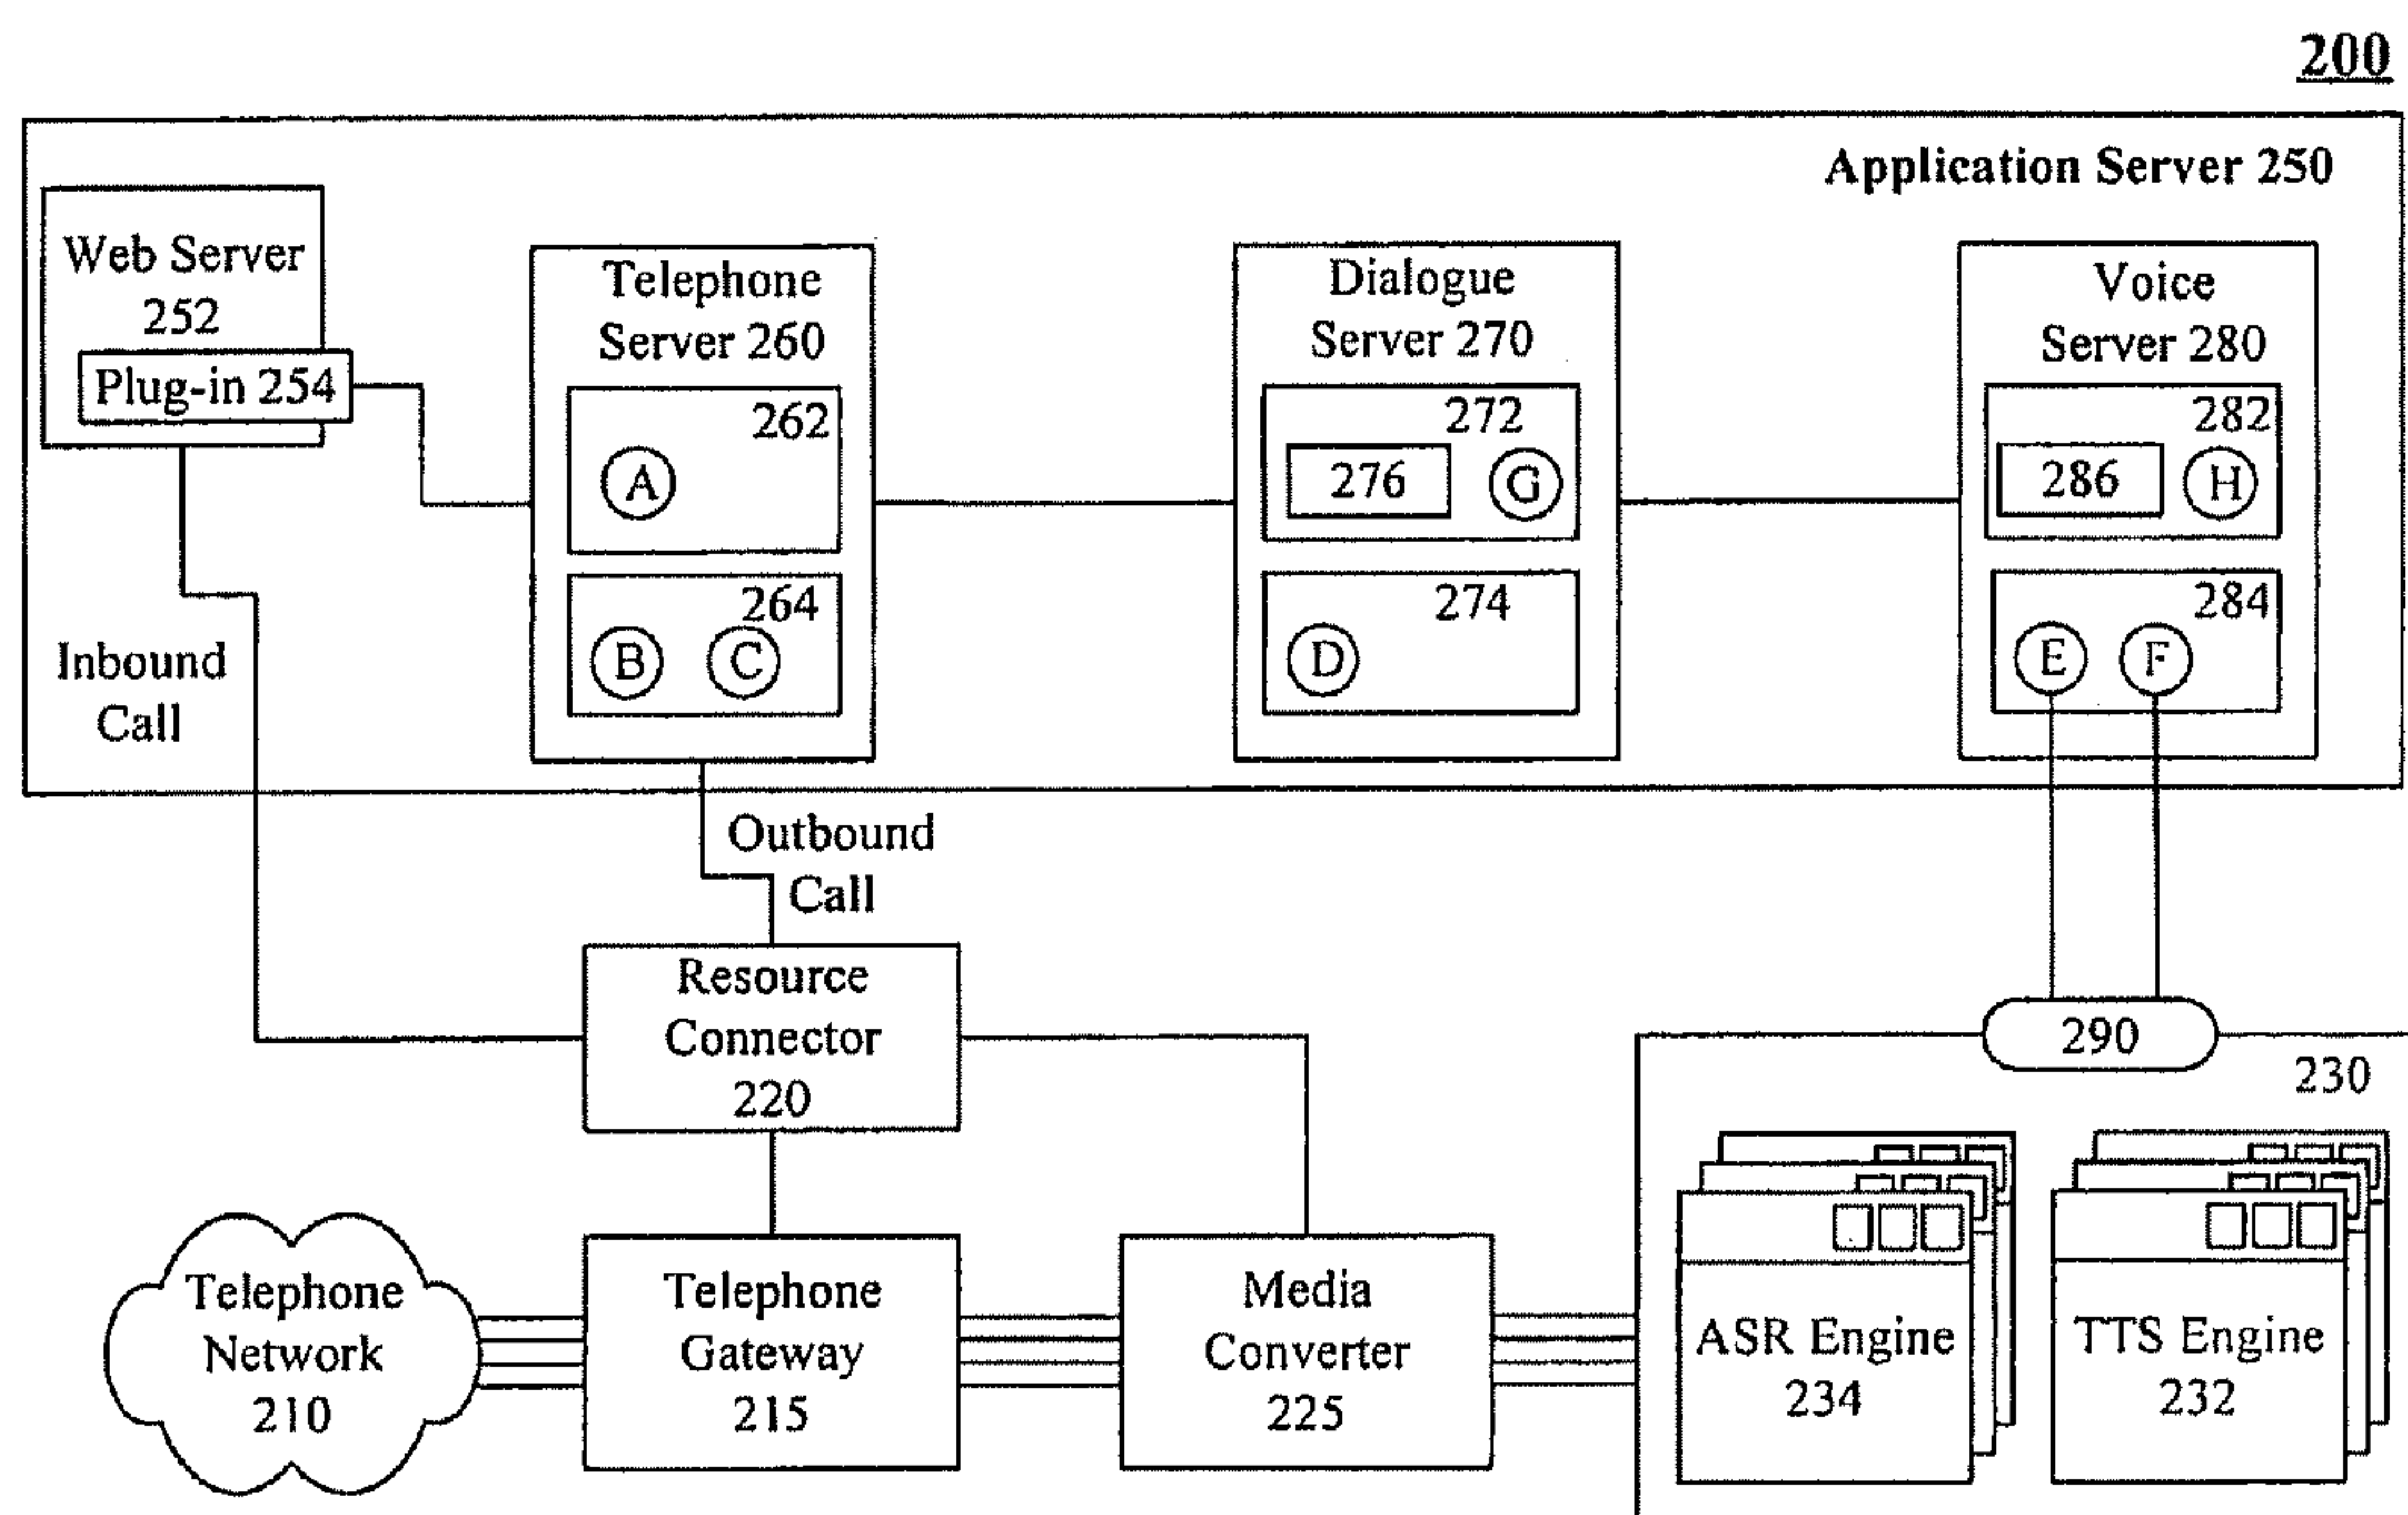 200
Application Server 250
Web Server
252
Plug-in 254
Telephone
Server 260
262
A
264
B C
Dialogue
Server 270
272
276 G
274
D
Voice
Server 280
282
286 H
284
E F
Inbound
Call
Outbound
Call
Resource
Connector
220
290
230
Telephone
Network
210
Telephone
Gateway
215
Media
Converter
225
ASR Engine
234
TTS Engine
232